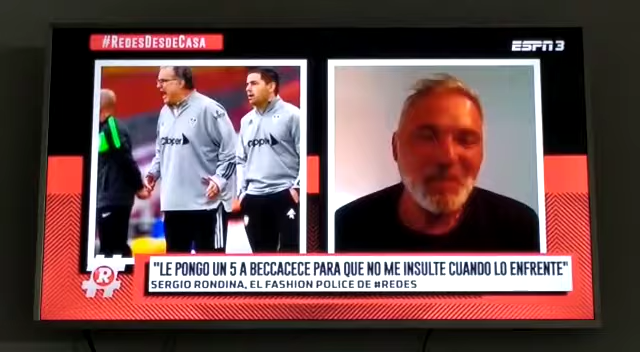 #REDESDESDECASA
ESPN 3
"LE PONGO UN 5 A BECCACECE PARA QUE NO ME INSULTE CUANDO LO ENFRENTE"
SERGIO RONDINA, EL FASHION POLICE DE #REDES
R